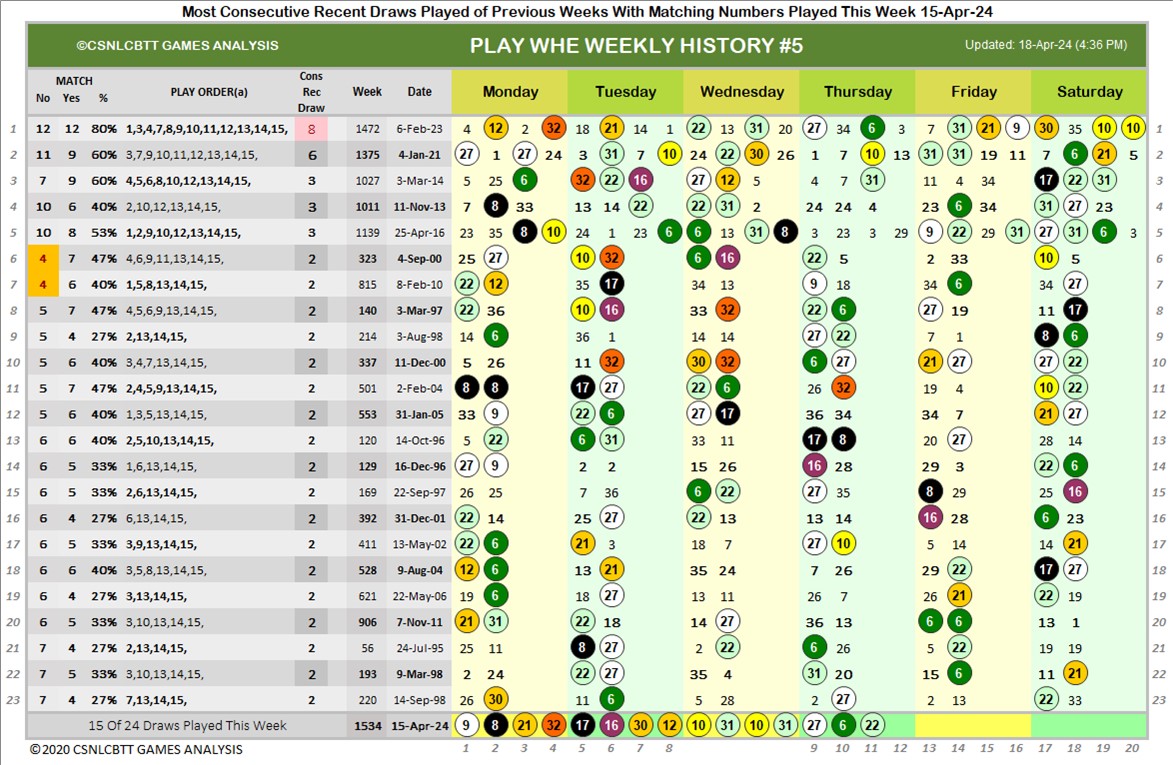 Most Consecutive Recent Draws Played of Previous Weeks With Matching Numbers Played This Week 15-Apr-24
©CSNLCBTT GAMES ANALYSIS PLAY WHE WEEKLY HISTORY #5 Updated: 18-Apr-24 (4:36 PM)
MATCH Cons
No Yes % PLAY ORDER(a) Rec Week Date Monday Tuesday Wednesday Thursday Friday Saturday
Draw
1 12 12 80% 1,3,4,7,8,9,10,11,12,13,14,15, 8 1472 6-Feb-23 4 12 2 32 18 21 14 1 22 13 31 20 27 34 6 3 7 31 21 9 30 35 10 10 1
2 11 9 60% 3,7,9,10,11,12,13,14,15, 6 1375 4-Jan-21 27 1 27 24 3 31 7 10 24 22 30 26 1 7 10 13 31 31 19 11 7 6 21 5 2
3 7 9 60% 4,5,6,8,10,12,13,14,15, 3 1027 3-Mar-14 5 25 6 32 22 16 27 12 5 4 7 31 11 4 34 17 22 31 3
4 10 6 40% 2,10,12,13,14,15, 3 1011 11-Nov-13 7 8 33 13 14 22 22 31 2 24 24 4 23 6 34 31 27 23 4
5 10 8 53% 1,2,9,10,12,13,14,15, 3 1139 25-Apr-16 23 35 8 10 24 1 23 6 6 13 31 8 3 23 3 29 9 22 29 31 27 31 6 3 5
6 4 7 47% 4,6,9,11,13,14,15, 2 323 4-Sep-00 25 27 10 32 6 16 22 5 2 33 10 5 6
7 4 6 40% 1,5,8,13,14,15, 2 815 8-Feb-10 22 12 35 17 34 13 9 18 34 6 34 27 7
8 5 7 47% 4,5,6,9,13,14,15, 2 140 3-Mar-97 22 36 10 16 33 32 22 6 27 19 11 17 8
9 5 4 27% 2,13,14,15, 2 214 3-Aug-98 14 6 36 1 14 14 27 22 7 1 8 6 9
10 5 6 40% 3,4,7,13,14,15, 2 337 11-Dec-00 5 26 11 32 30 32 6 27 21 27 27 22 10
11 5 7 47% 2,4,5,9,13,14,15, 2 501 2-Feb-04 8 8 17 27 22 6 26 32 19 4 10 22 11
12 5 6 40% 1,3,5,13,14,15, 2 553 31-Jan-05 33 9 22 6 27 17 36 34 34 7 21 27 12
13 6 6 40% 2,5,10,13,14,15, 2 120 14-Oct-96 5 22 6 31 33 11 17 8 20 27 28 14 13
14 6 5 33% 1,6,13,14,15, 2 129 16-Dec-96 27 9 2 2 15 26 16 28 29 3 22 6 14
15 6 5 33% 2,6,13,14,15, 2 169 22-Sep-97 26 25 7 36 6 22 27 35 8 29 25 16 15
16 6 4 27% 6,13,14,15, 2 392 31-Dec-01 22 14 25 27 22 13 13 14 16 28 6 23 16
17 6 5 33% 3,9,13,14,15, 2 411 13-May-02 22 6 21 3 18 7 27 10 5 14 14 21 17
18 6 6 40% 3,5,8,13,14,15, 2 528 9-Aug-04 12 6 13 21 35 24 7 26 29 22 17 27 18
19 6 4 27% 3,13,14,15, 2 621 22-May-06 19 6 18 27 13 11 26 7 26 21 22 19 19
20 6 5 33% 3,10,13,14,15, 2 906 7-Nov-11 21 31 22 18 14 27 36 13 6 6 13 1 20
21 7 4 27% 2,13,14,15, 2 56 24-Jul-95 25 11 8 27 2 22 6 26 5 22 19 19 21
22 7 5 33% 3,10,13,14,15, 2 193 9-Mar-98 2 24 22 27 35 4 31 20 15 6 11 21 22
23 7 4 27% 7,13,14,15, 2 220 14-Sep-98 26 30 11 6 5 28 2 27 2 13 22 33 23
15 Of 24 Draws Played This Week 1534 15-Apr-24 9 8 21 32 17 16 30 12 10 31 10 31 27 6 22
© 2020 CSNLCBTT GAMES ANALYSIS 1 2 3 4 5 6 7 8 9 10 11 12 13 14 15 16 17 18 19 20